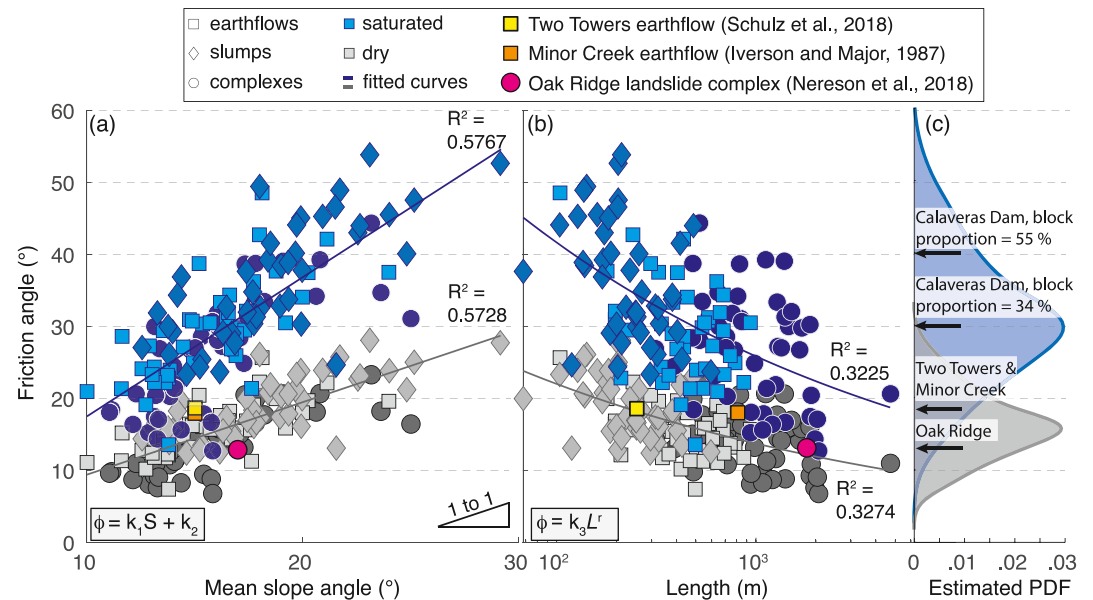 earthflows
slumps
complexes
saturated
dry
fitted curves
Two Towers earthflow (Schulz et al., 2018)
Minor Creek earthflow (Iverson and Major, 1987)
Oak Ridge landslide complex (Nereson et al., 2018)
Friction angle (°)
60
50
40
30
20
10
0
(a)
R² =
0.5767
R² =
0.5728
1 to 1
ϕ = k₁S + k₂
10
20
30
Mean slope angle (°)
(b)
R² =
0.3225
R² =
0.3274
ϕ = k₃Lʳ
10²
10³
Length (m)
(c)
Calaveras Dam, block
proportion = 55 %
Calaveras Dam, block
proportion = 34 %
Two Towers &
Minor Creek
Oak Ridge
0
.01
.02
.03
Estimated PDF